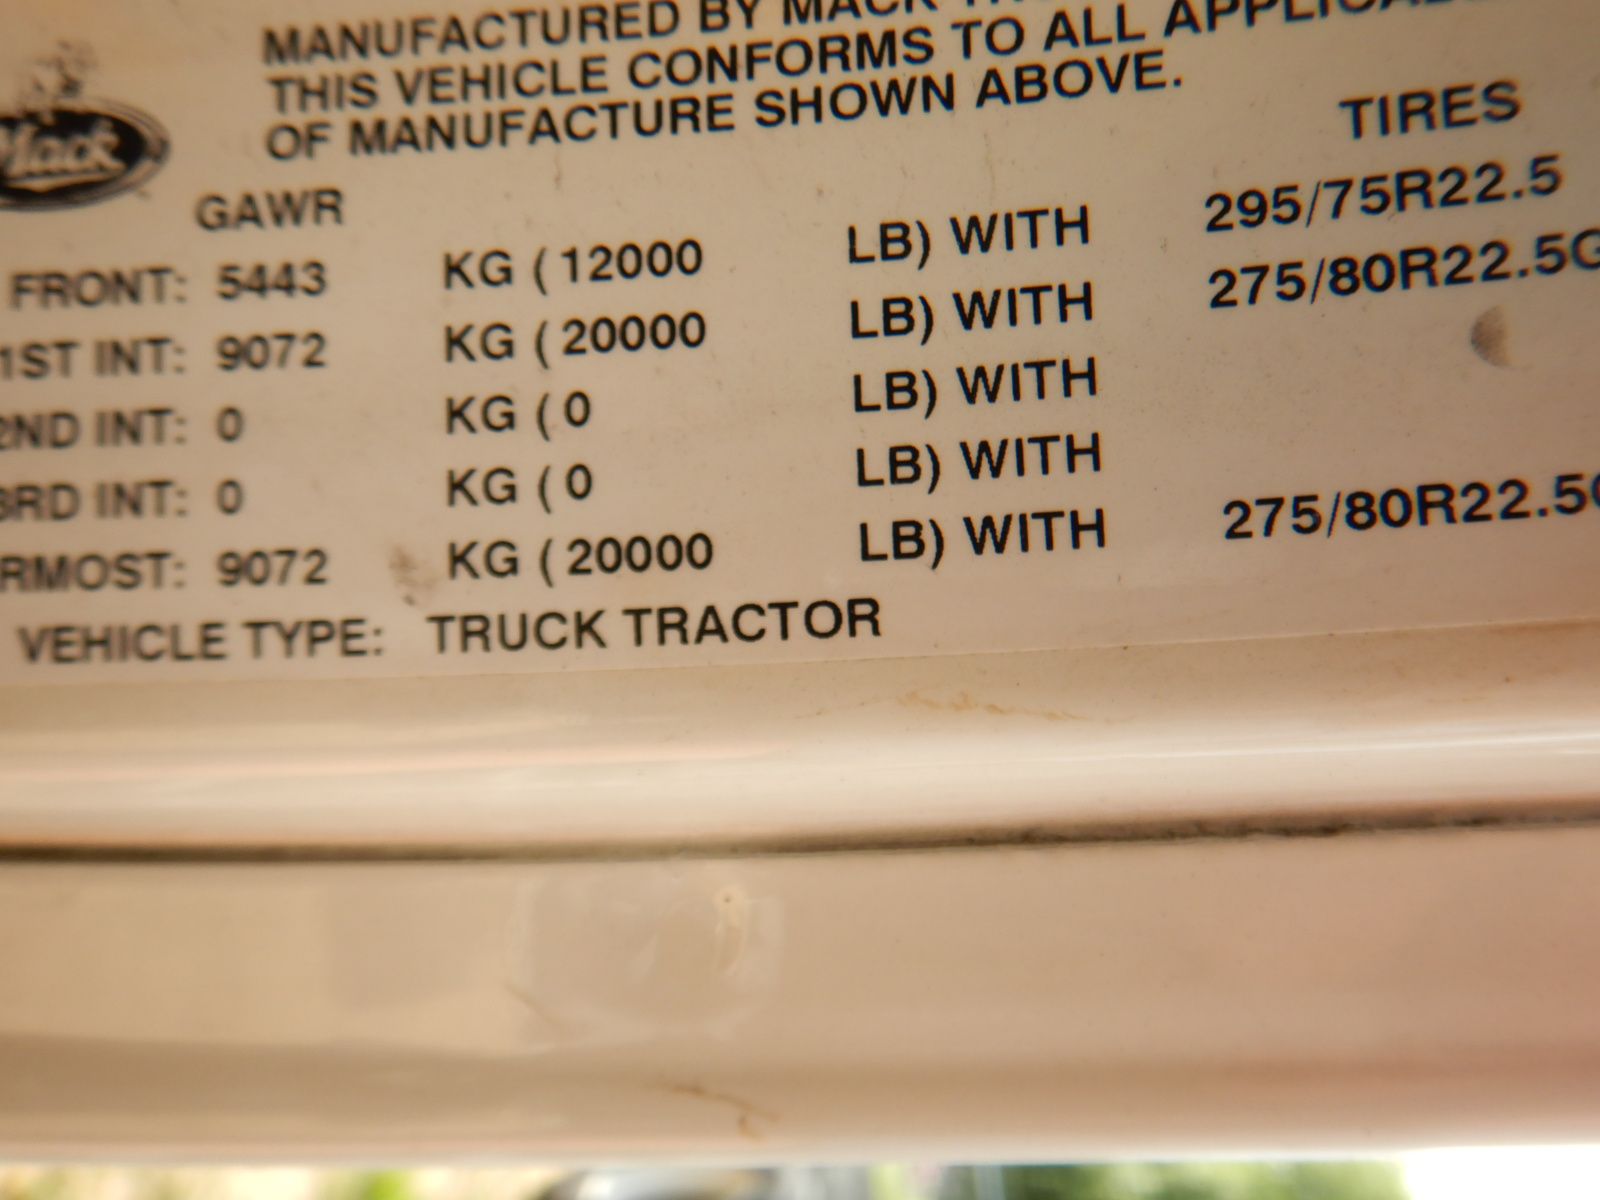 MANUFACTURED BY MACK
THIS VEHICLE CONFORMS TO ALL
OF MANUFACTURE SHOWN ABOVE.
Mack
TIRES
GAWR
FRONT: 5443 KG (12000 LB) WITH 295/75R22.5
1ST INT: 9072 KG (20000 LB) WITH 275/80R22.5G
2ND INT: 0 KG (0 LB) WITH
3RD INT: 0 KG (0 LB) WITH
RMOST: 9072 KG (20000 LB) WITH 275/80R22.5G
VEHICLE TYPE: TRUCK TRACTOR